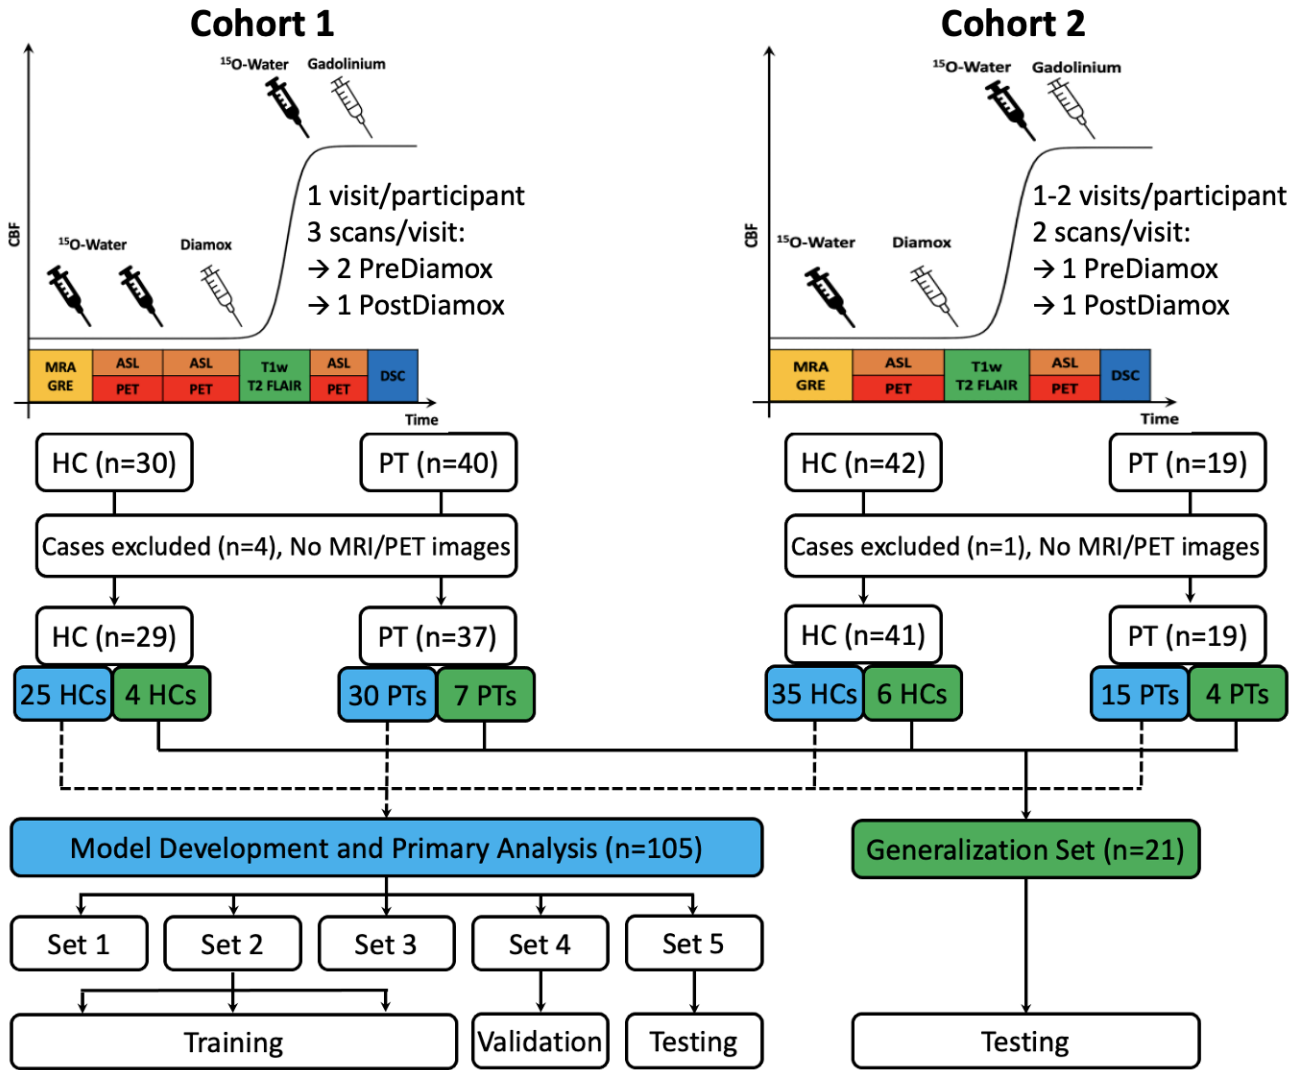 Cohort 1
¹⁵O-Water
Gadolinium
1 visit/participant
3 scans/visit:
→ 2 PreDiamox
→ 1 PostDiamox
CBF
¹⁵O-Water
Diamox
MRA
GRE
ASL
PET
ASL
PET
T1w
T2 FLAIR
ASL
PET
DSC
Time
Cohort 2
¹⁵O-Water
Gadolinium
1-2 visits/participant
2 scans/visit:
→ 1 PreDiamox
→ 1 PostDiamox
CBF
¹⁵O-Water
Diamox
MRA
GRE
ASL
PET
T1w
T2 FLAIR
ASL
PET
DSC
Time
HC (n=30)
PT (n=40)
HC (n=42)
PT (n=19)
Cases excluded (n=4), No MRI/PET images
Cases excluded (n=1), No MRI/PET images
HC (n=29)
PT (n=37)
HC (n=41)
PT (n=19)
25 HCs
4 HCs
30 PTs
7 PTs
35 HCs
6 HCs
15 PTs
4 PTs
Model Development and Primary Analysis (n=105)
Generalization Set (n=21)
Set 1
Set 2
Set 3
Set 4
Set 5
Training
Validation
Testing
Testing